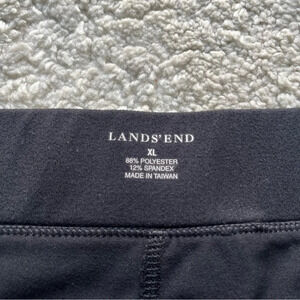 LANDS' END
XL
88% POLYESTER
12% SPANDEX
MADE IN TAIWAN